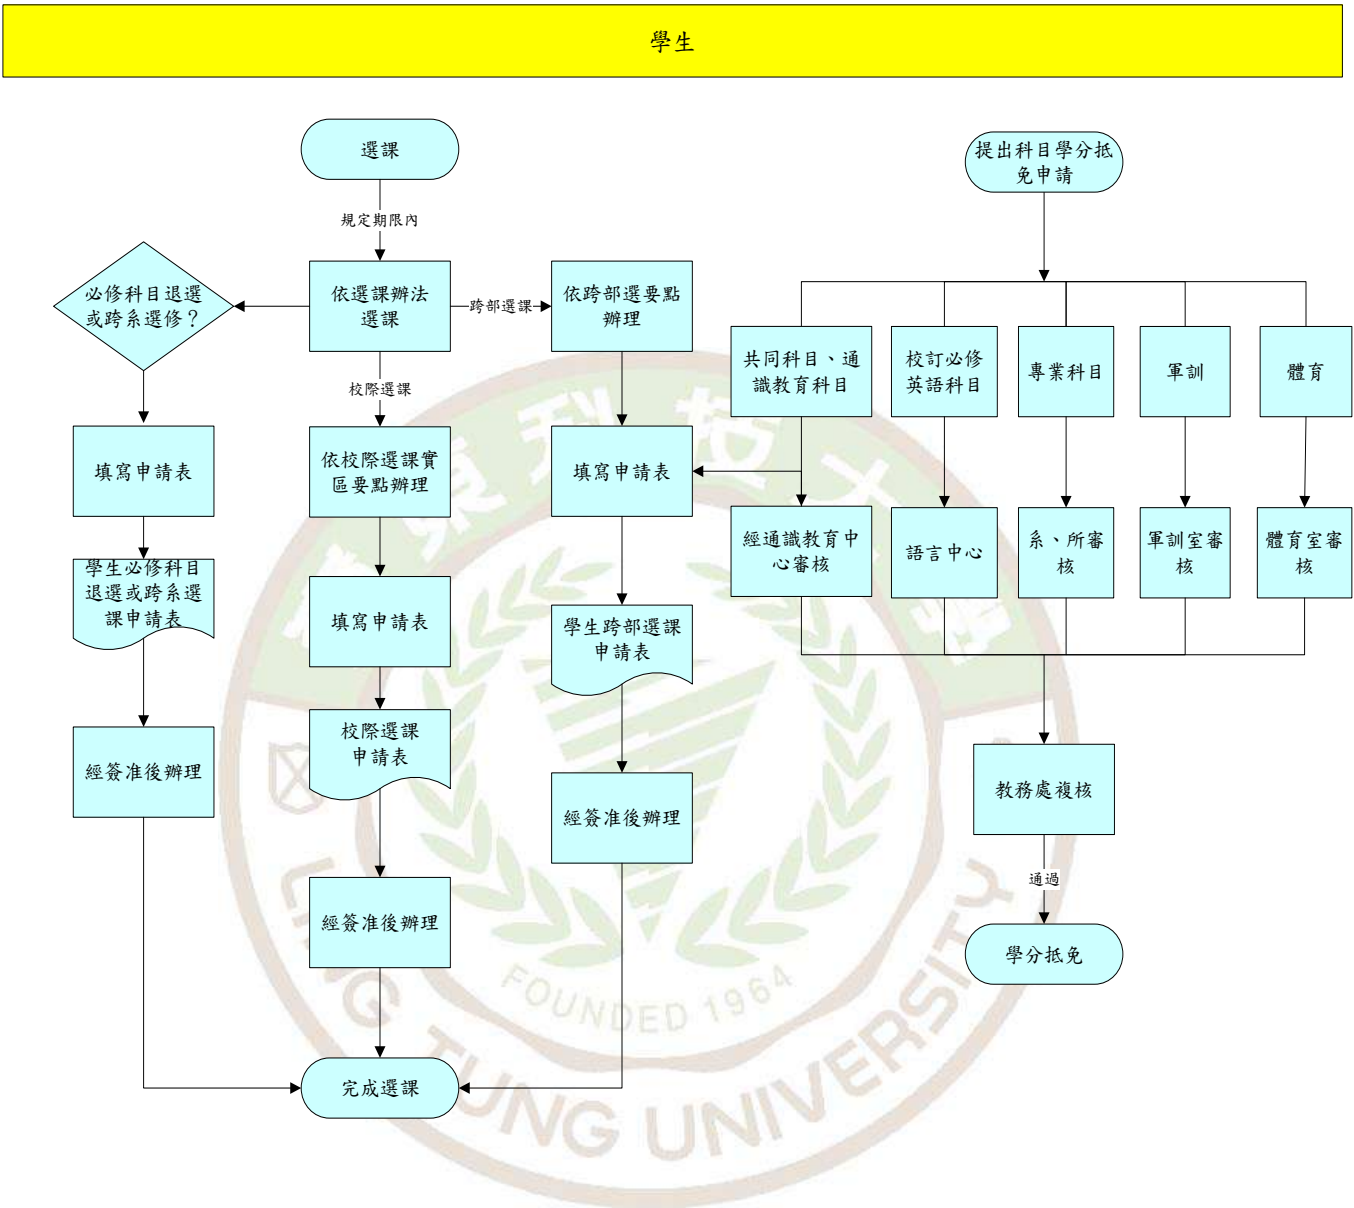 學生
選課
規定期限內
必修科目退選
或跨系選修？
依選課辦法
選課
跨部選課
依跨部選要點
辦理
校際選課
填寫申請表
依校際選課實
區要點辦理
填寫申請表
學生必修科目
退選或跨系選
課申請表
填寫申請表
學生跨部選課
申請表
經簽准後辦理
校際選課
申請表
經簽准後辦理
經簽准後辦理
完成選課
提出科目學分抵
免申請
共同科目、通
識教育科目
校訂必修
英語科目
專業科目
軍訓
體育
經通識教育中
心審核
語言中心
系、所審
核
軍訓室審
核
體育室審
核
教務處複核
通過
學分抵免
LING TUNG UNIVERSITY
FOUNDED 1964